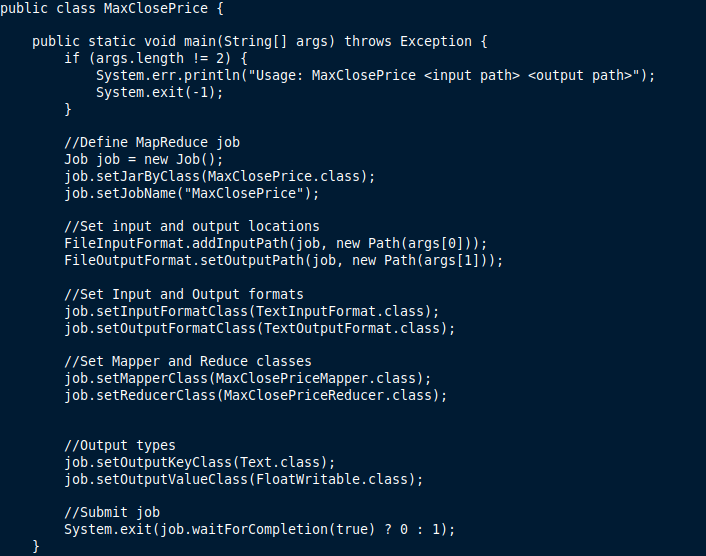 public class MaxClosePrice {
    public static void main(String[] args) throws Exception {
        if (args.length != 2) {
            System.err.println("Usage: MaxClosePrice <input path> <output path>");
            System.exit(-1);
        }
        //Define MapReduce job
        Job job = new Job();
        job.setJarByClass(MaxClosePrice.class);
        job.setJobName("MaxClosePrice");
        //Set input and output locations
        FileInputFormat.addInputPath(job, new Path(args[0]));
        FileOutputFormat.setOutputPath(job, new Path(args[1]));
        //Set Input and Output formats
        job.setInputFormatClass(TextInputFormat.class);
        job.setOutputFormatClass(TextOutputFormat.class);
        //Set Mapper and Reduce classes
        job.setMapperClass(MaxClosePriceMapper.class);
        job.setReducerClass(MaxClosePriceReducer.class);
        //Output types
        job.setOutputKeyClass(Text.class);
        job.setOutputValueClass(FloatWritable.class);
        //Submit job
        System.exit(job.waitForCompletion(true) ? 0 : 1);
    }